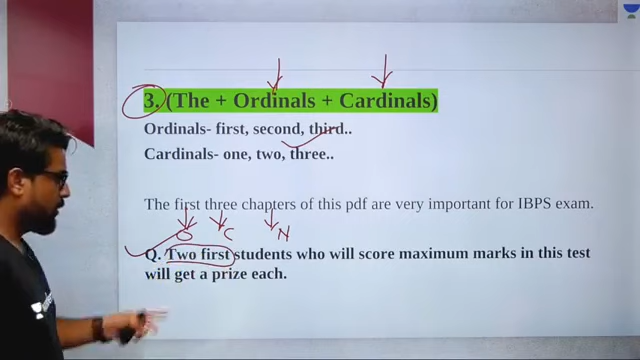 3. (The + Ordinals + Cardinals)
Ordinals- first, second, third..
Cardinals- one, two, three..
The first three chapters of this pdf are very important for IBPS exam.
O C N
Q. Two first students who will score maximum marks in this test
will get a prize each.